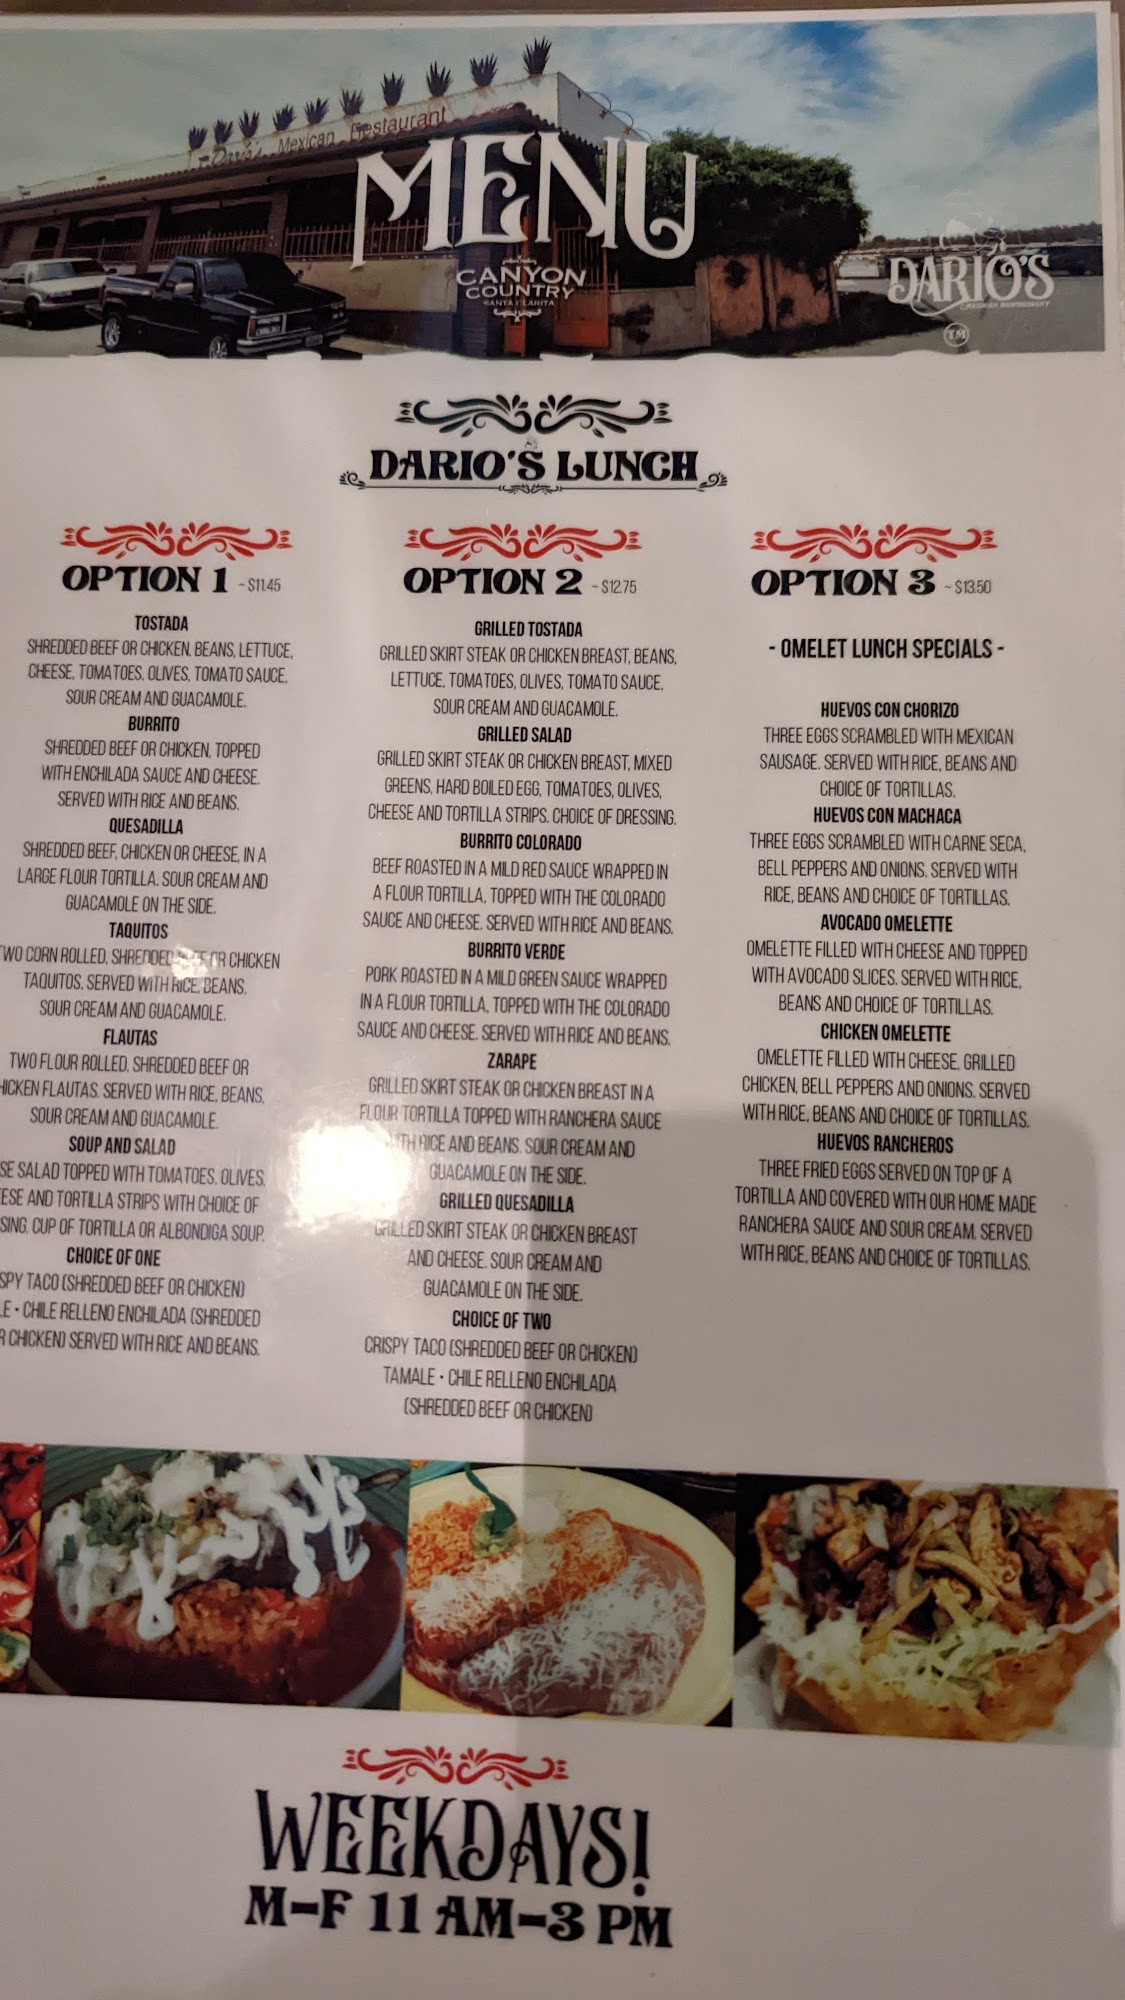 Dario's Mexican Restaurant
MENU
CANYON
COUNTRY
SANTA CLARITA
DARIO'S
MEXICAN RESTAURANT
TM
DARIO'S LUNCH
OPTION 1 ~ $11.45
TOSTADA
SHREDDED BEEF OR CHICKEN, BEANS, LETTUCE,
CHEESE, TOMATOES, OLIVES, TOMATO SAUCE,
SOUR CREAM AND GUACAMOLE.
BURRITO
SHREDDED BEEF OR CHICKEN, TOPPED
WITH ENCHILADA SAUCE AND CHEESE.
SERVED WITH RICE AND BEANS.
QUESADILLA
SHREDDED BEEF, CHICKEN OR CHEESE, IN A
LARGE FLOUR TORTILLA. SOUR CREAM AND
GUACAMOLE ON THE SIDE.
TAQUITOS
TWO CORN ROLLED, SHREDDED BEEF OR CHICKEN
TAQUITOS. SERVED WITH RICE, BEANS.
SOUR CREAM AND GUACAMOLE.
FLAUTAS
TWO FLOUR ROLLED, SHREDDED BEEF OR
HICKEN FLAUTAS. SERVED WITH RICE, BEANS,
SOUR CREAM AND GUACAMOLE.
SOUP AND SALAD
SE SALAD TOPPED WITH TOMATOES, OLIVES,
ESE AND TORTILLA STRIPS WITH CHOICE OF
SING. CUP OF TORTILLA OR ALBONDIGA SOUP.
CHOICE OF ONE
SPY TACO (SHREDDED BEEF OR CHICKEN)
LE • CHILE RELLENO ENCHILADA (SHREDDED
R CHICKEN) SERVED WITH RICE AND BEANS.
OPTION 2 ~ $12.75
GRILLED TOSTADA
GRILLED SKIRT STEAK OR CHICKEN BREAST, BEANS,
LETTUCE, TOMATOES, OLIVES, TOMATO SAUCE,
SOUR CREAM AND GUACAMOLE.
GRILLED SALAD
GRILLED SKIRT STEAK OR CHICKEN BREAST, MIXED
GREENS, HARD BOILED EGG, TOMATOES, OLIVES,
CHEESE AND TORTILLA STRIPS. CHOICE OF DRESSING.
BURRITO COLORADO
BEEF ROASTED IN A MILD RED SAUCE WRAPPED IN
A FLOUR TORTILLA, TOPPED WITH THE COLORADO
SAUCE AND CHEESE. SERVED WITH RICE AND BEANS.
BURRITO VERDE
PORK ROASTED IN A MILD GREEN SAUCE WRAPPED
IN A FLOUR TORTILLA, TOPPED WITH THE COLORADO
SAUCE AND CHEESE. SERVED WITH RICE AND BEANS.
ZARAPE
GRILLED SKIRT STEAK OR CHICKEN BREAST IN A
FLOUR TORTILLA TOPPED WITH RANCHERA SAUCE
WITH RICE AND BEANS. SOUR CREAM AND
GUACAMOLE ON THE SIDE.
GRILLED QUESADILLA
GRILLED SKIRT STEAK OR CHICKEN BREAST
AND CHEESE. SOUR CREAM AND
GUACAMOLE ON THE SIDE.
CHOICE OF TWO
CRISPY TACO (SHREDDED BEEF OR CHICKEN)
TAMALE • CHILE RELLENO ENCHILADA
(SHREDDED BEEF OR CHICKEN)
OPTION 3 ~ $13.50
- OMELET LUNCH SPECIALS -
HUEVOS CON CHORIZO
THREE EGGS SCRAMBLED WITH MEXICAN
SAUSAGE. SERVED WITH RICE, BEANS AND
CHOICE OF TORTILLAS.
HUEVOS CON MACHACA
THREE EGGS SCRAMBLED WITH CARNE SECA,
BELL PEPPERS AND ONIONS. SERVED WITH
RICE, BEANS AND CHOICE OF TORTILLAS.
AVOCADO OMELETTE
OMELETTE FILLED WITH CHEESE AND TOPPED
WITH AVOCADO SLICES. SERVED WITH RICE,
BEANS AND CHOICE OF TORTILLAS.
CHICKEN OMELETTE
OMELETTE FILLED WITH CHEESE, GRILLED
CHICKEN, BELL PEPPERS AND ONIONS. SERVED
WITH RICE, BEANS AND CHOICE OF TORTILLAS.
HUEVOS RANCHEROS
THREE FRIED EGGS SERVED ON TOP OF A
TORTILLA AND COVERED WITH OUR HOME MADE
RANCHERA SAUCE AND SOUR CREAM. SERVED
WITH RICE, BEANS AND CHOICE OF TORTILLAS.
WEEKDAYS!
M-F 11 AM-3 PM